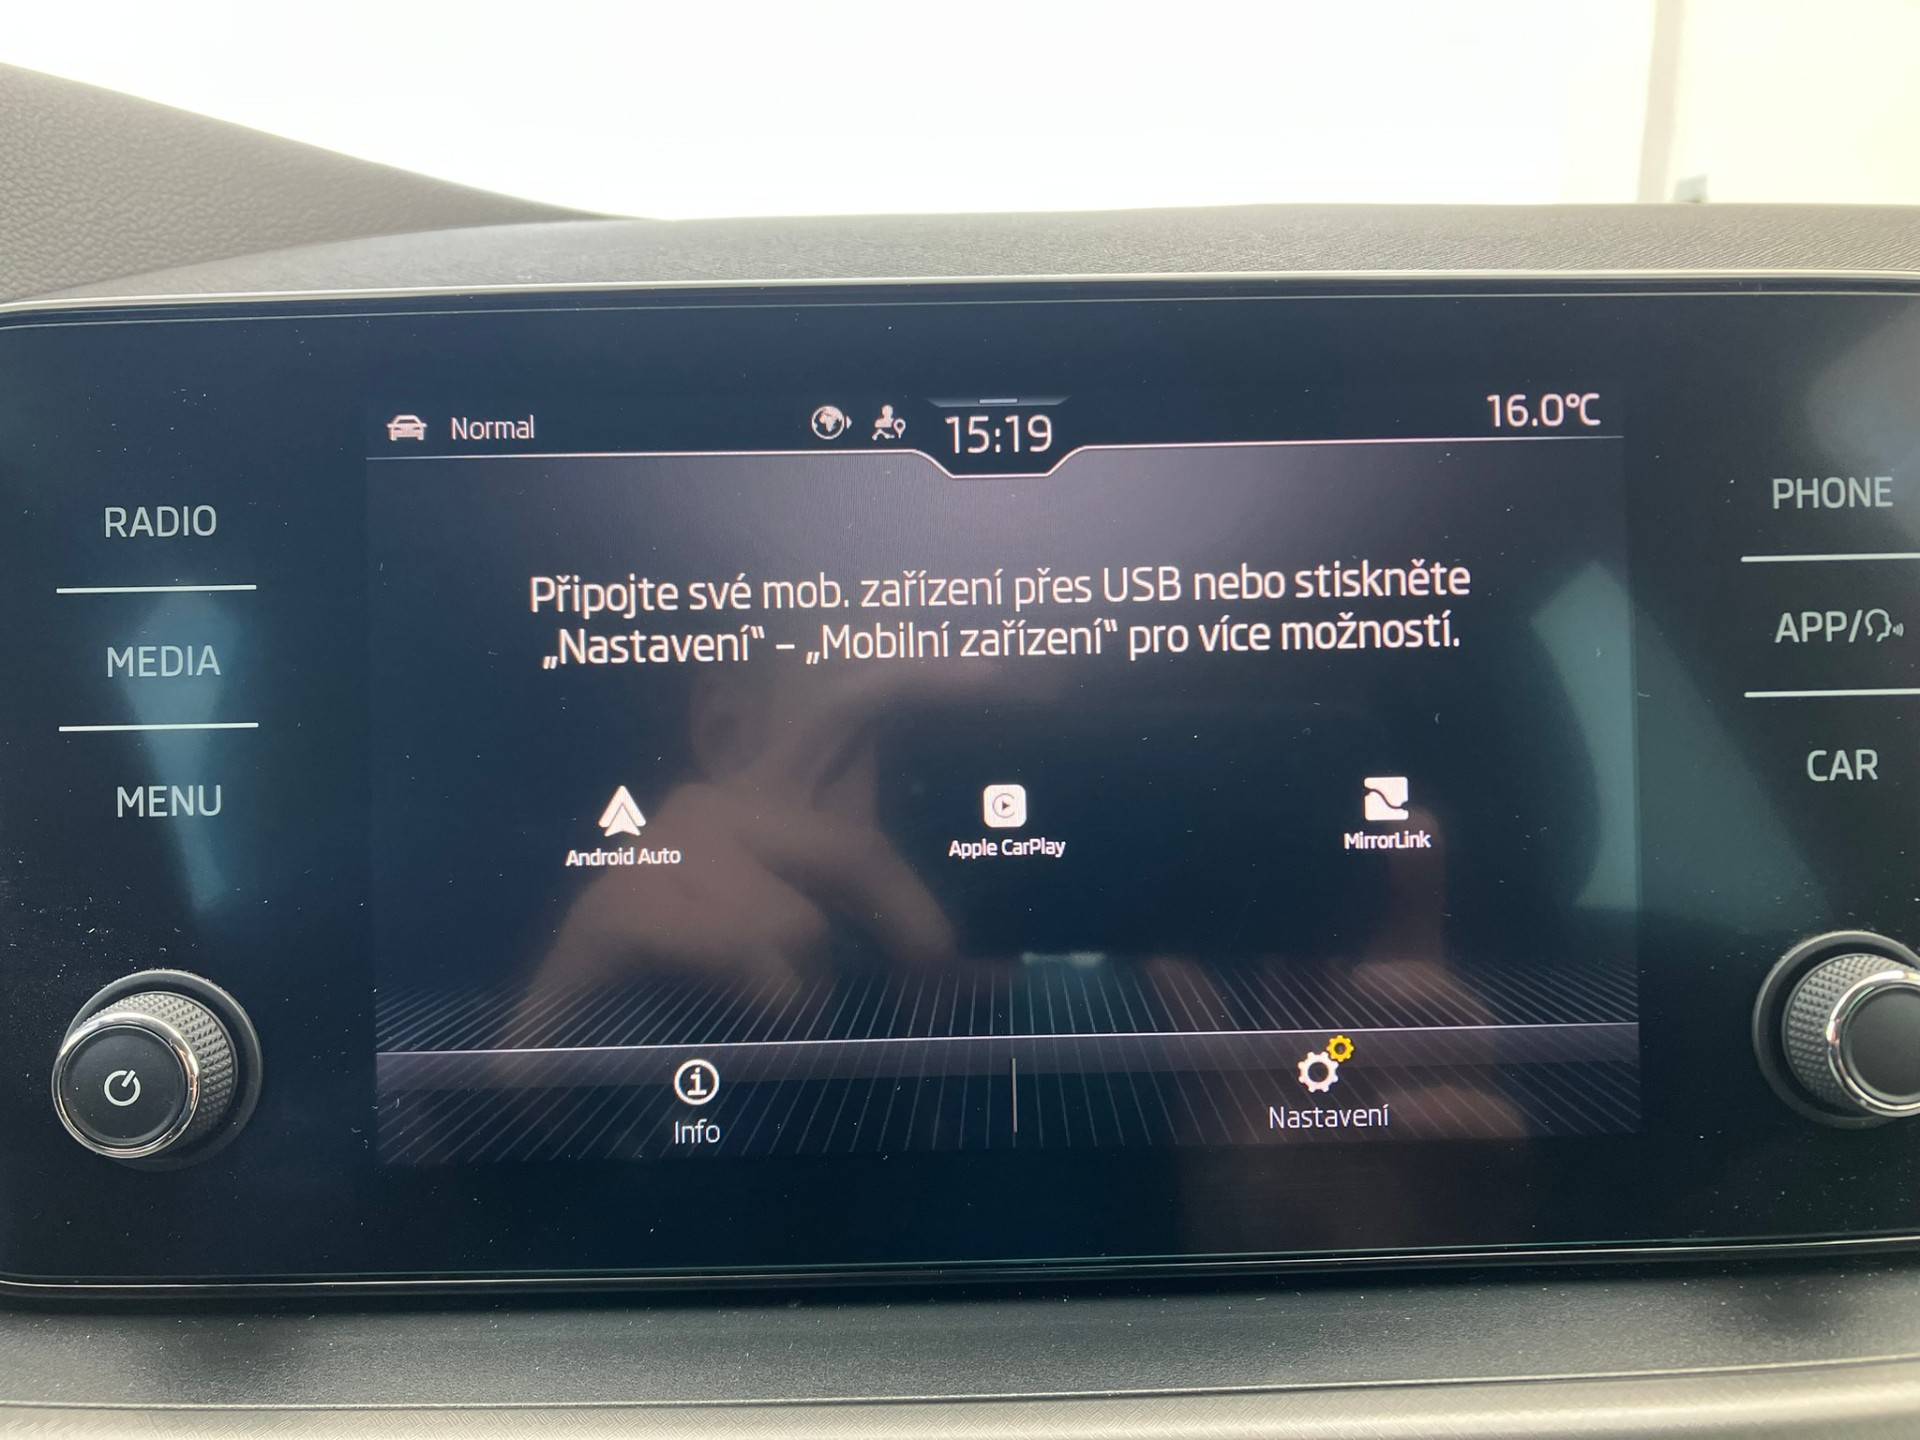 Normal
15:19
16.0°C
RADIO
MEDIA
MENU
Připojte své mob. zařízení přes USB nebo stiskněte
„Nastavení“ – „Mobilní zařízení“ pro více možností.
Android Auto
Apple CarPlay
MirrorLink
Info
Nastavení
PHONE
APP/
CAR